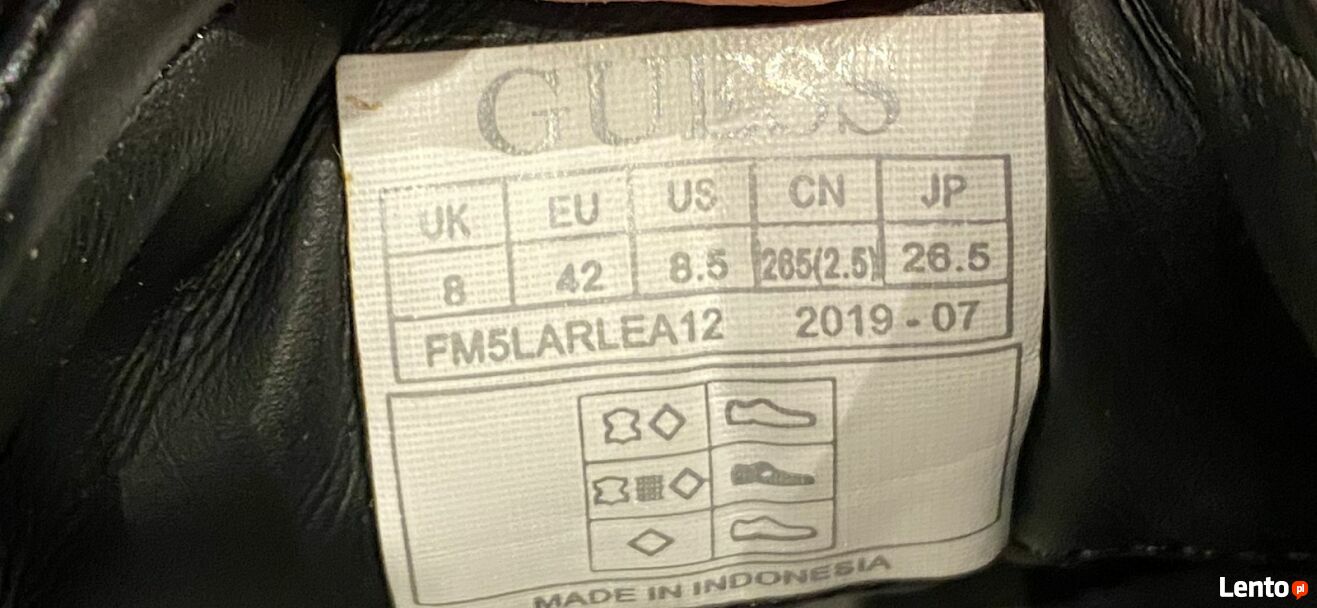 GUESS
UK EU US CN JP
8 42 8.5 265(2.5) 26.5
FM5LARLEA12 2019 - 07
MADE IN INDONESIA
Lento.pl